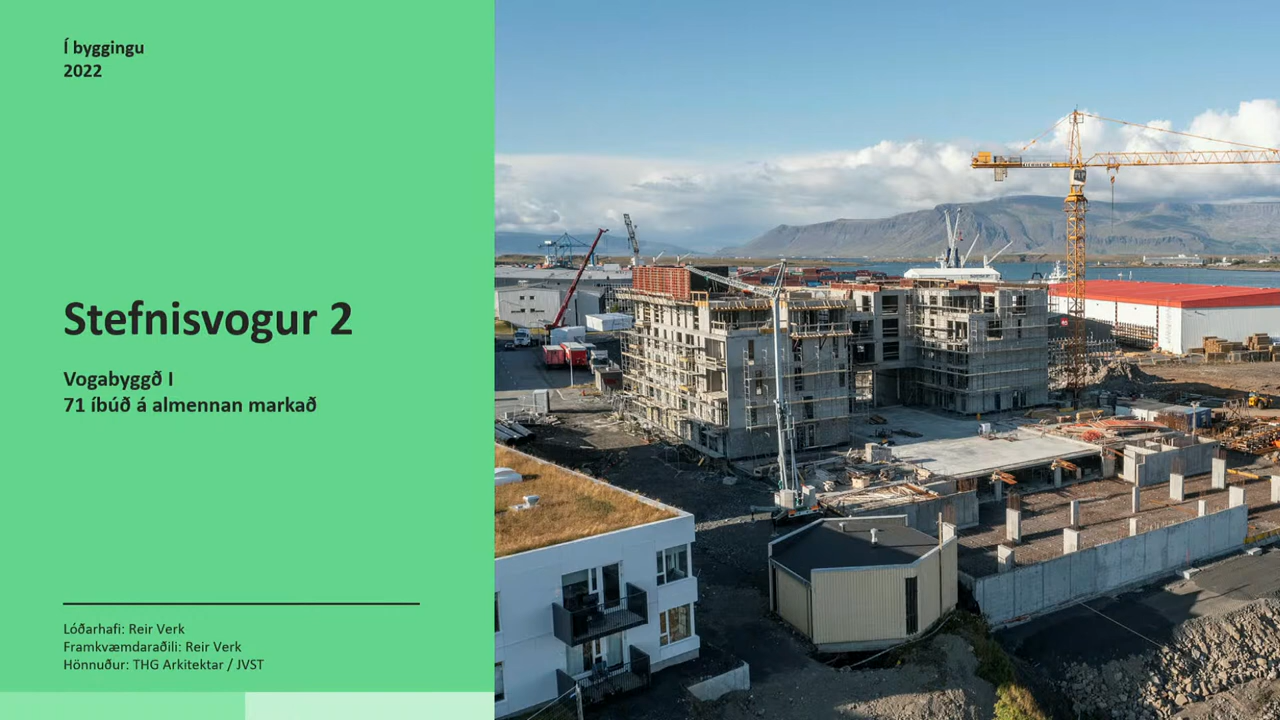 Í byggingu
2022
Stefnisvogur 2
Vogabyggð I
71 íbúð á almennan markað
Lóðarhafi: Reir Verk
Framkvæmdaraðili: Reir Verk
Hönnuður: THG Arkitektar / JVST